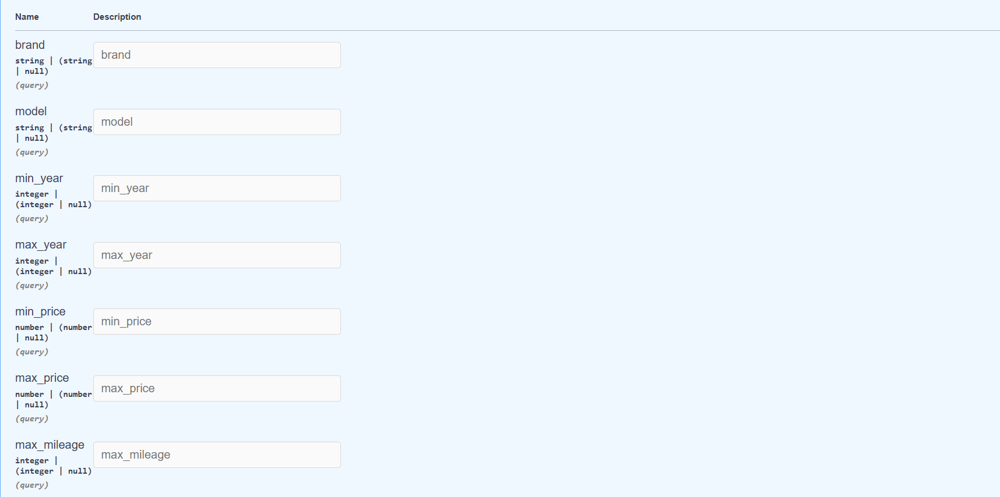 Name Description
brand
string | (string
| null)
(query)
brand
model
string | (string
| null)
(query)
model
min_year
integer |
(integer | null)
(query)
min_year
max_year
integer |
(integer | null)
(query)
max_year
min_price
number | (number
| null)
(query)
min_price
max_price
number | (number
| null)
(query)
max_price
max_mileage
integer |
(integer | null)
(query)
max_mileage